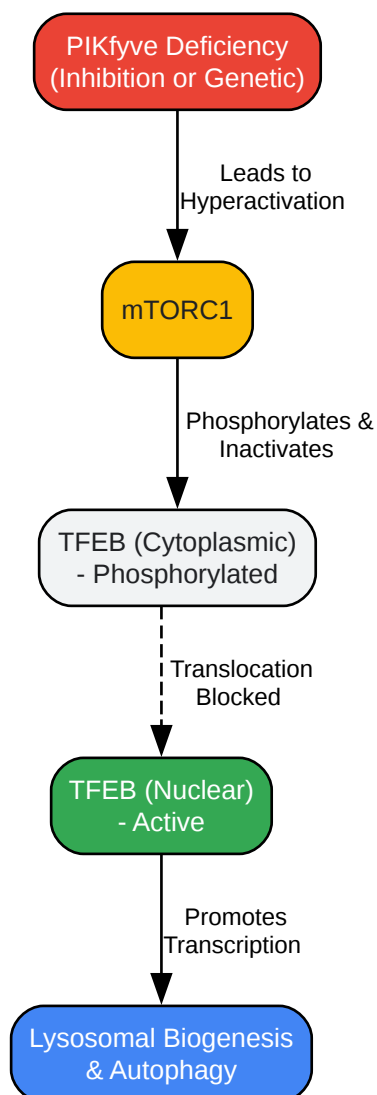 PIKfyve Deficiency
(Inhibition or Genetic)
Leads to
Hyperactivation
mTORC1
Phosphorylates &
Inactivates
TFEB (Cytoplasmic)
- Phosphorylated
Translocation
Blocked
TFEB (Nuclear)
- Active
Promotes
Transcription
Lysosomal Biogenesis
& Autophagy